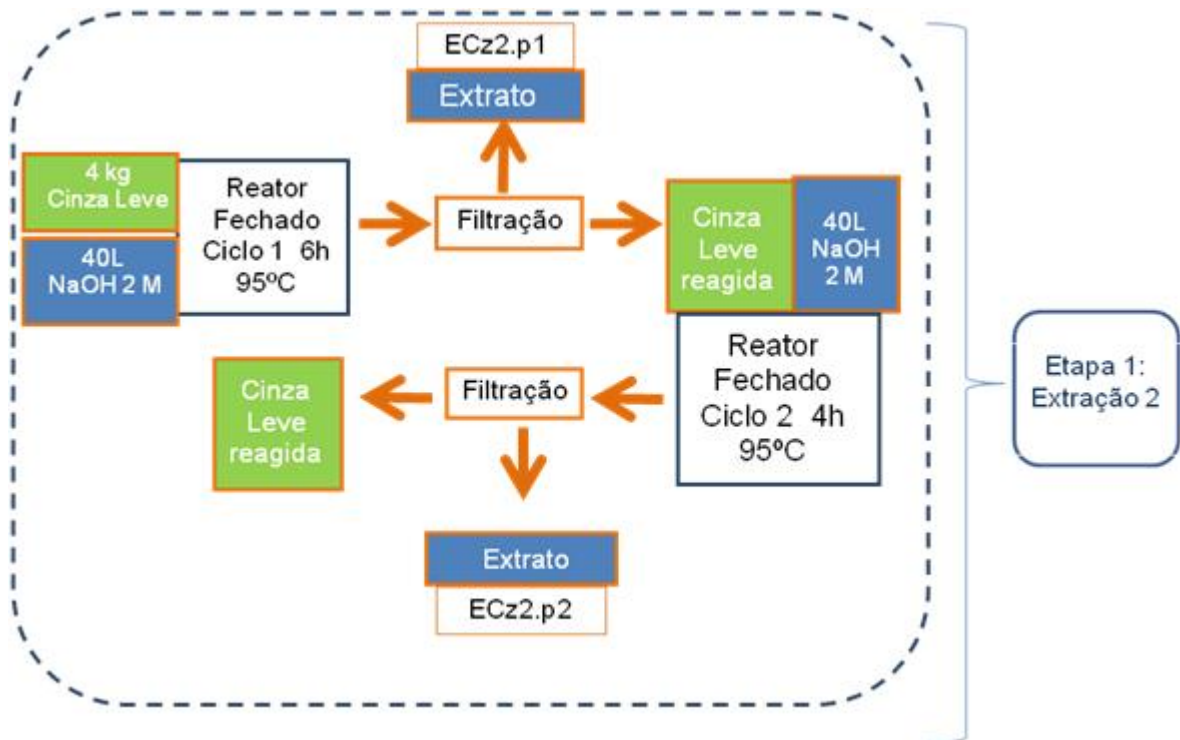 ECz2.p1
Extrato
4 kg
Cinza Leve
40L
NaOH 2 M
Reator
Fechado
Ciclo 1 6h
95ºC
Filtração
Cinza
Leve
reagida
40L
NaOH
2 M
Reator
Fechado
Ciclo 2 4h
95ºC
Filtração
Cinza
Leve
reagida
Extrato
ECz2.p2
Etapa 1:
Extração 2